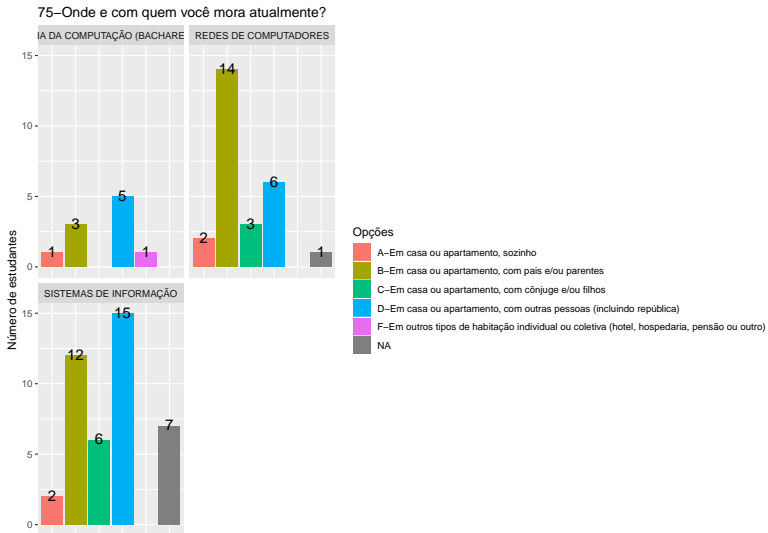 75−Onde e com quem você mora atualmente?
IA DA COMPUTAÇÃO (BACHARE
REDES DE COMPUTADORES
15
10
5
0
1
3
5
1
2
14
3
6
1
SISTEMAS DE INFORMAÇÃO
15
10
5
0
2
12
6
15
7
Número de estudantes
Opções
A−Em casa ou apartamento, sozinho
B−Em casa ou apartamento, com pais e/ou parentes
C−Em casa ou apartamento, com cônjuge e/ou filhos
D−Em casa ou apartamento, com outras pessoas (incluindo república)
F−Em outros tipos de habitação individual ou coletiva (hotel, hospedaria, pensão ou outro)
NA